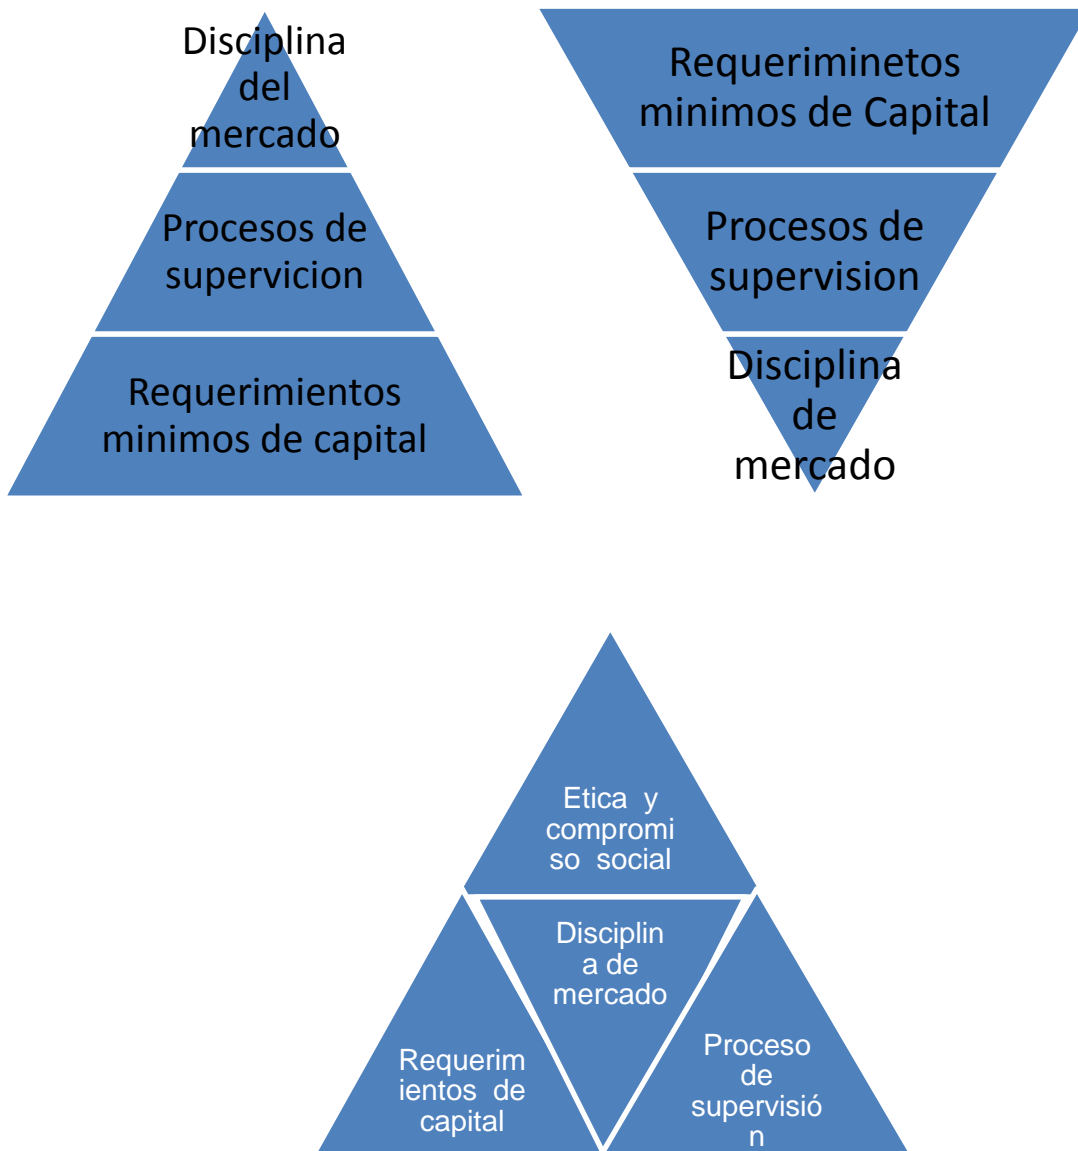 Disciplina
del
mercado
Procesos de
supervicion
Requerimientos
minimos de capital
Requeriminetos
minimos de Capital
Procesos de
supervision
Disciplina
de
mercado
Etica y
compromi
so social
Disciplin
a de
mercado
Requerim
ientos de
capital
Proceso
de
supervisió
n